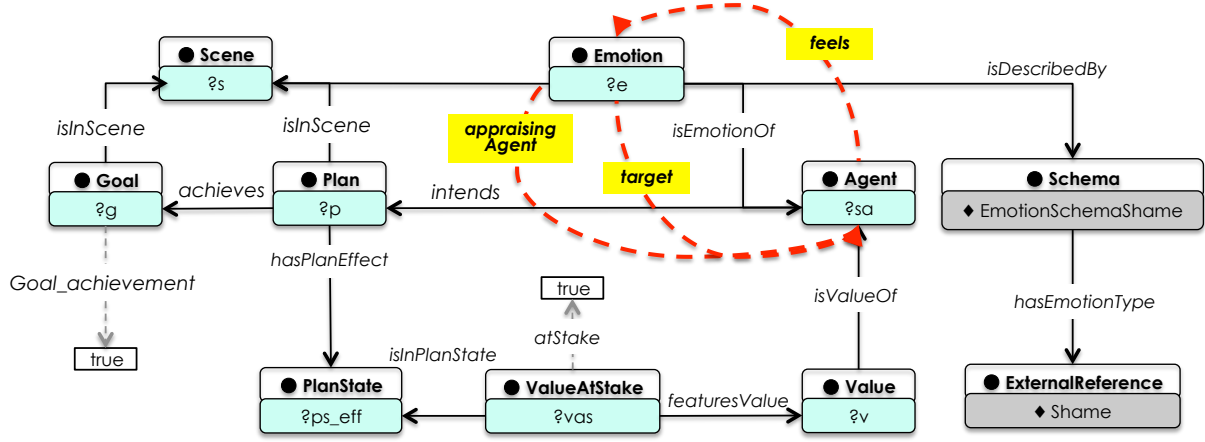 ● Scene
?s
● Emotion
?e
feels
isDescribedBy
isInScene
isInScene
appraising
Agent
isEmotionOf
target
● Goal
?g
achieves
● Plan
?p
intends
● Agent
?sa
● Schema
♦ EmotionSchemaShame
Goal_achievement
hasPlanEffect
true
isValueOf
hasEmotionType
true
atStake
isInPlanState
● PlanState
?ps_eff
● ValueAtStake
?vas
featuresValue
● Value
?v
● ExternalReference
♦ Shame